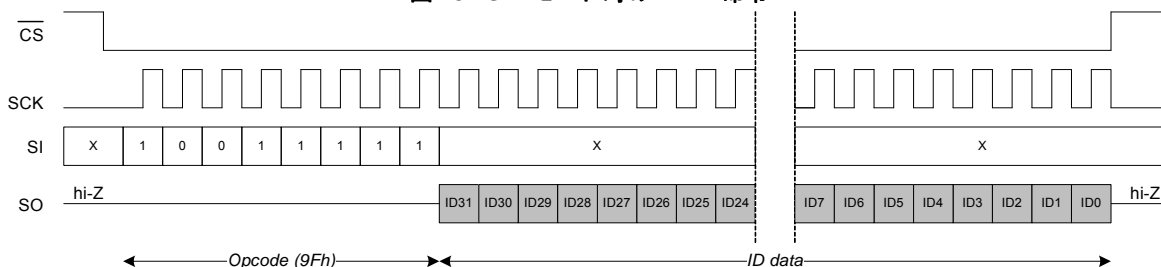 CS
SCK
SI X 1 0 0 1 1 1 1 1 X X
SO hi-Z ID31 ID30 ID29 ID28 ID27 ID26 ID25 ID24 ID7 ID6 ID5 ID4 ID3 ID2 ID1 ID0 hi-Z
Opcode (9Fh) ID data